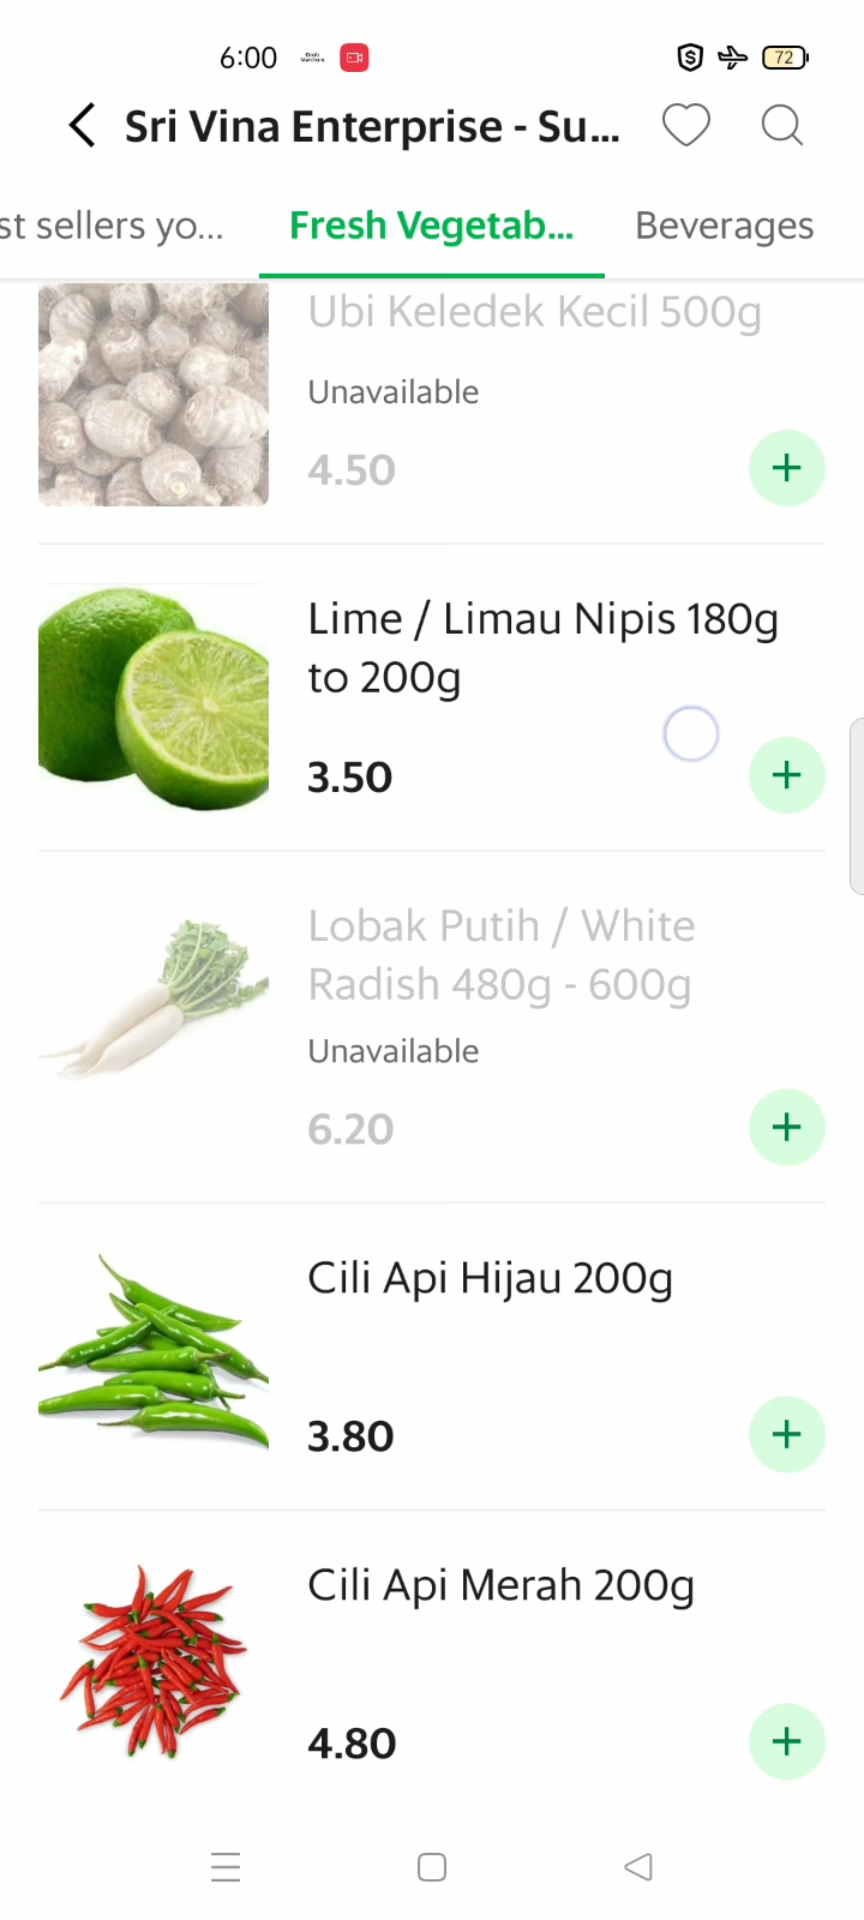 6:00
72
Sri Vina Enterprise - Su...
st sellers yo...
Fresh Vegetab...
Beverages
Ubi Keledek Kecil 500g
Unavailable
4.50
Lime / Limau Nipis 180g
to 200g
3.50
Lobak Putih / White
Radish 480g - 600g
Unavailable
6.20
Cili Api Hijau 200g
3.80
Cili Api Merah 200g
4.80